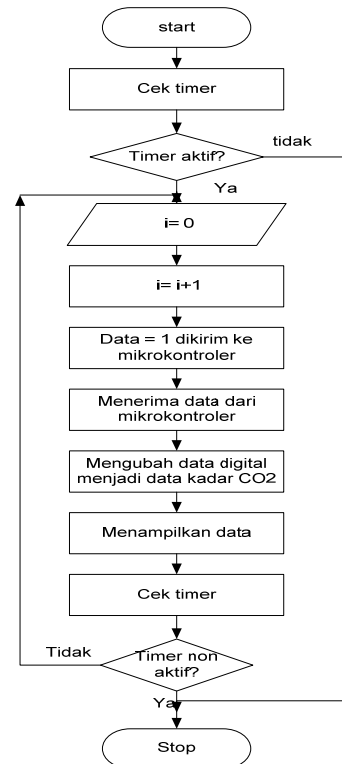 start
Cek timer
Timer aktif?
tidak
Ya
i= 0
i= i+1
Data = 1 dikirim ke
mikrokontroler
Menerima data dari
mikrokontroler
Mengubah data digital
menjadi data kadar CO2
Menampilkan data
Cek timer
Tidak
Timer non
aktif?
Ya
Stop